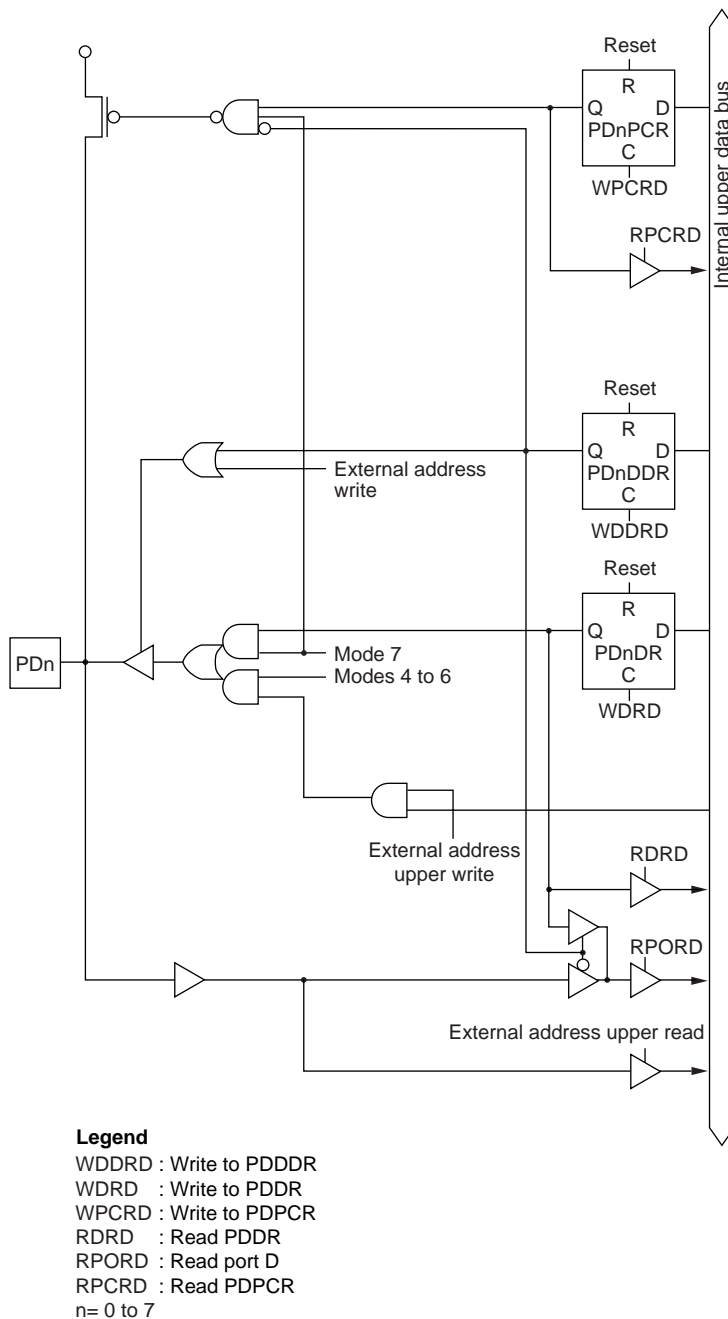 Reset
R
Q D
PDnPCR
C
WPCRD
Internal upper data bus
RPCRD
Reset
R
Q D
PDnDDR
C
WDDRD
External address
write
Reset
R
Q D
PDnDR
C
WDRD
PDn
Mode 7
Modes 4 to 6
External address
upper write
RDRD
RPORD
External address upper read
Legend
WDDRD : Write to PDDDR
WDRD : Write to PDDR
WPCRD : Write to PDPCR
RDRD : Read PDDR
RPORD : Read port D
RPCRD : Read PDPCR
n= 0 to 7